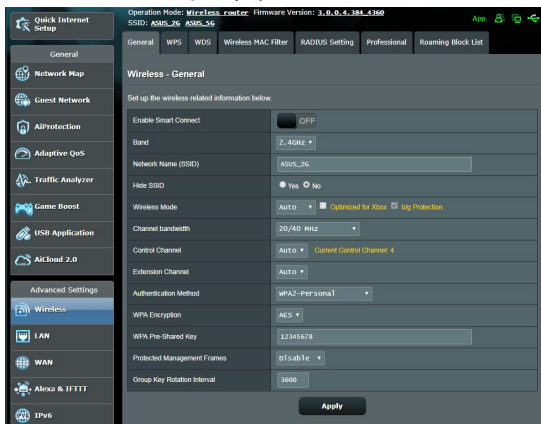 Quick Internet
Setup
Operation Mode: Wireless router Firmware Version: 3.0.0.4.384_4360
SSID: ASUS_2G ASUS_5G
App
General
Network Map
Guest Network
AiProtection
Adaptive QoS
Traffic Analyzer
Game Boost
USB Application
AiCloud 2.0
Advanced Settings
Wireless
LAN
WAN
Alexa & IFTTT
IPv6
General WPS WDS Wireless MAC Filter RADIUS Setting Professional Roaming Block List
Wireless - General
Set up the wireless related information below.
Enable Smart Connect OFF
Band 2.4GHz
Network Name (SSID) ASUS_2G
Hide SSID Yes No
Wireless Mode Auto Optimized for Xbox b/g Protection
Channel bandwidth 20/40 MHz
Control Channel Auto Current Control Channel: 4
Extension Channel Auto
Authentication Method WPA2-Personal
WPA Encryption AES
WPA Pre-Shared Key 12345678
Protected Management Frames Disable
Group Key Rotation Interval 3600
Apply